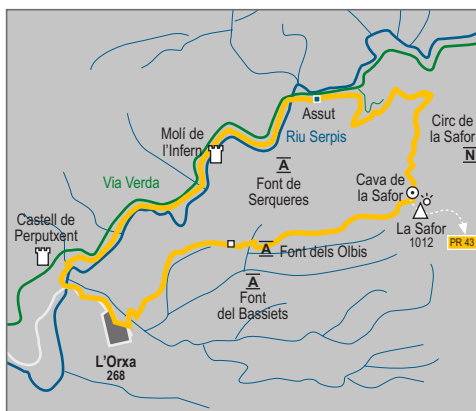 Assut
Circ de
la Safor
N
Molí de
l'Infern
Riu Serpis
A
Font de
Serqueres
Via Verda
Cava de
la Safor
Castell de
Perputxent
La Safor
1012
PR 43
A Font dels Olbis
A
Font
del Bassiets
L'Orxa
268